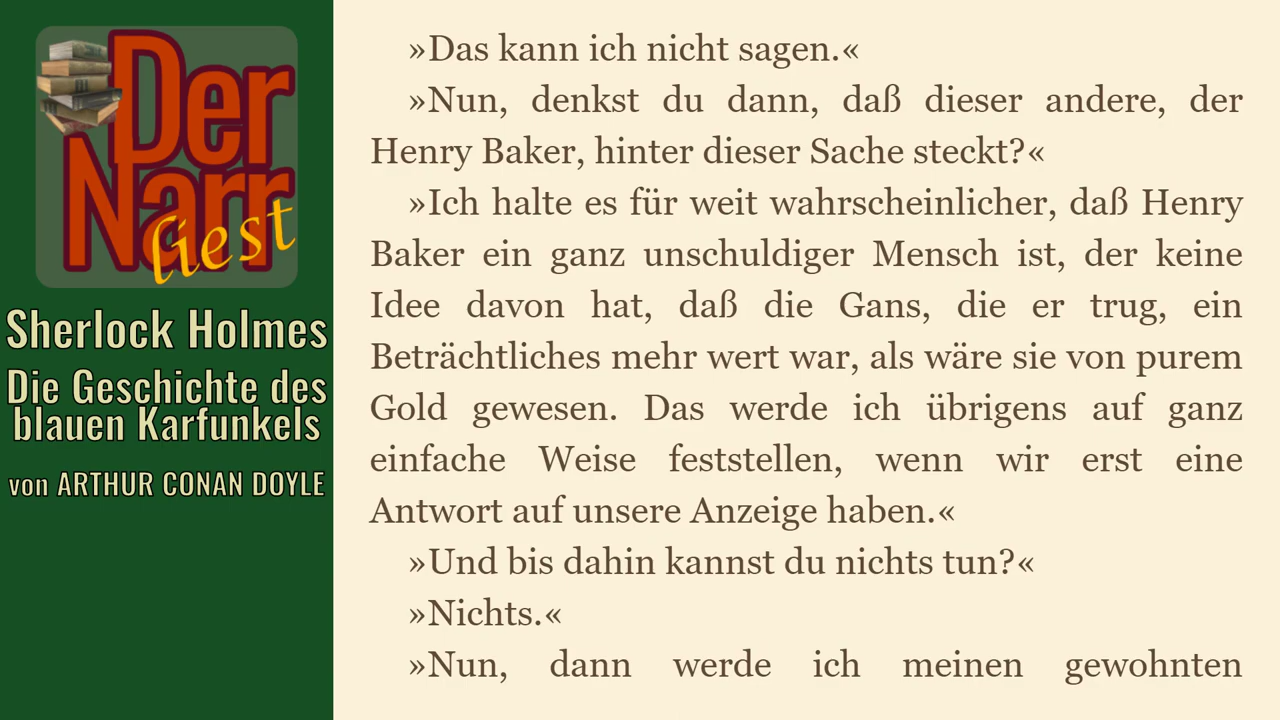 Der
Narr
liest
Sherlock Holmes
Die Geschichte des
blauen Karfunkels
von ARTHUR CONAN DOYLE
»Das kann ich nicht sagen.«
»Nun, denkst du dann, daß dieser andere, der
Henry Baker, hinter dieser Sache steckt?«
»Ich halte es für weit wahrscheinlicher, daß Henry
Baker ein ganz unschuldiger Mensch ist, der keine
Idee davon hat, daß die Gans, die er trug, ein
Beträchtliches mehr wert war, als wäre sie von purem
Gold gewesen. Das werde ich übrigens auf ganz
einfache Weise feststellen, wenn wir erst eine
Antwort auf unsere Anzeige haben.«
»Und bis dahin kannst du nichts tun?«
»Nichts.«
»Nun, dann werde ich meinen gewohnten